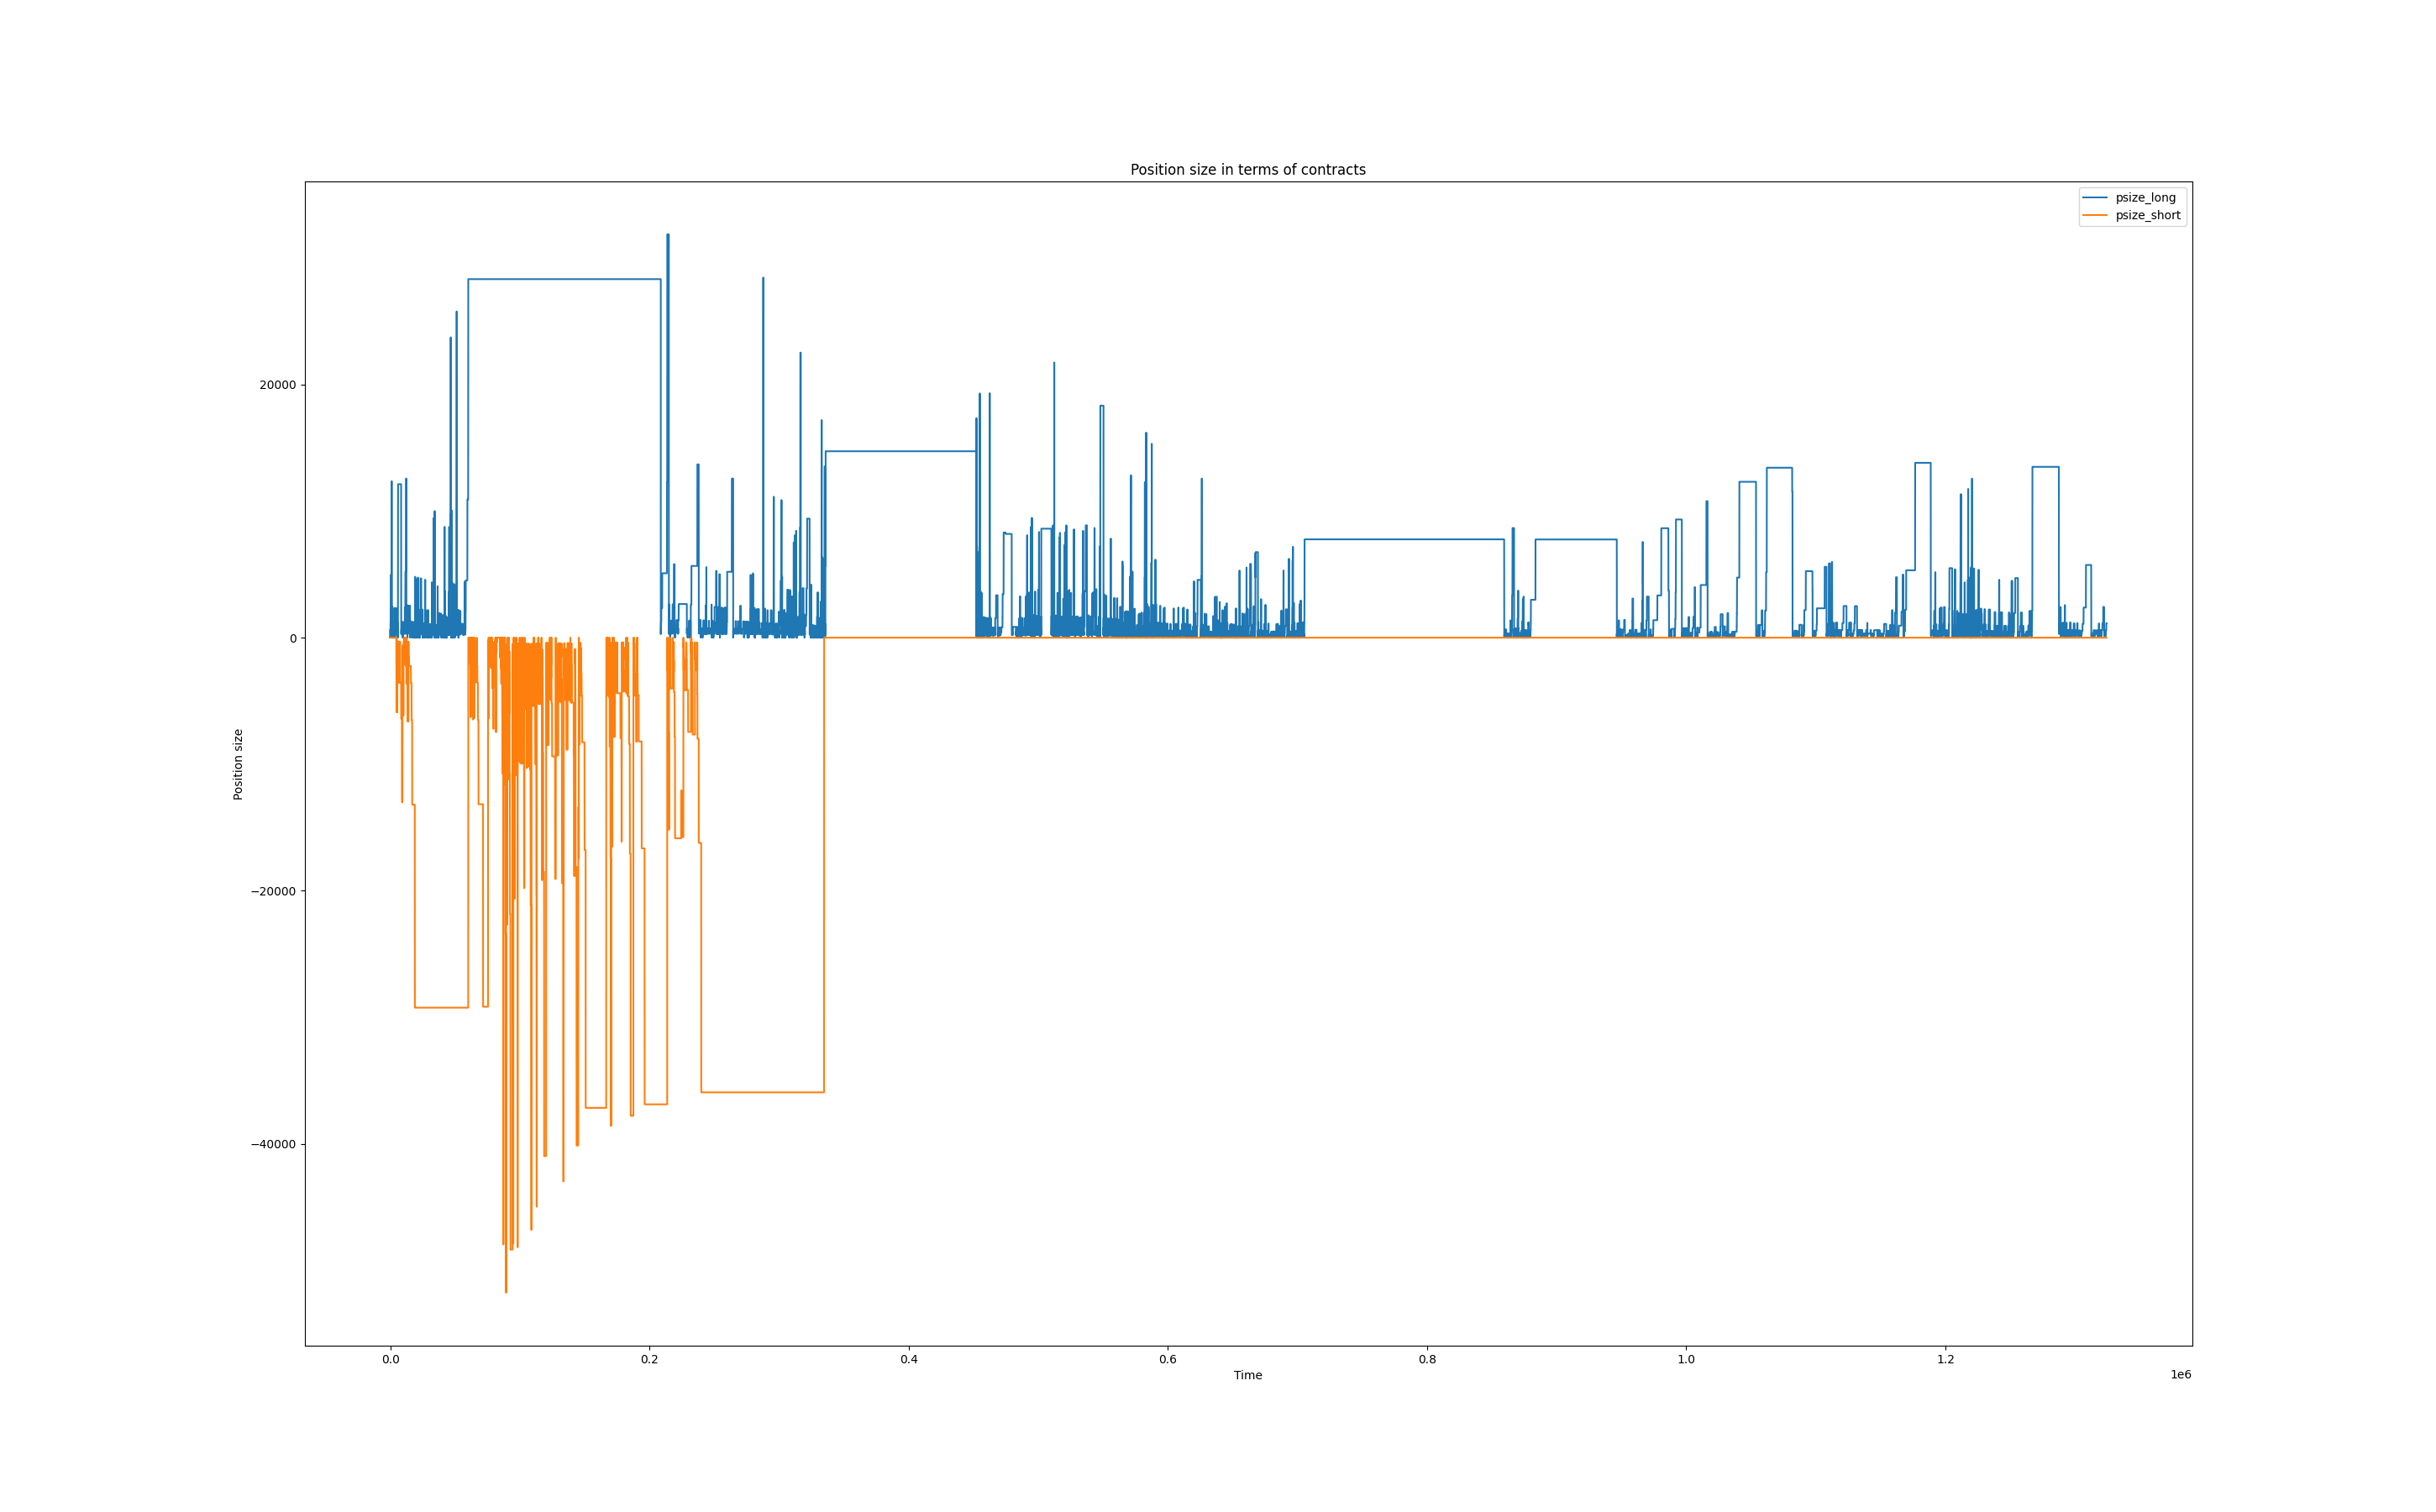 Position size in terms of contracts
psize_long
psize_short
20000
0
−20000
−40000
Position size
0.0
0.2
0.4
0.6
0.8
1.0
1.2
1e6
Time